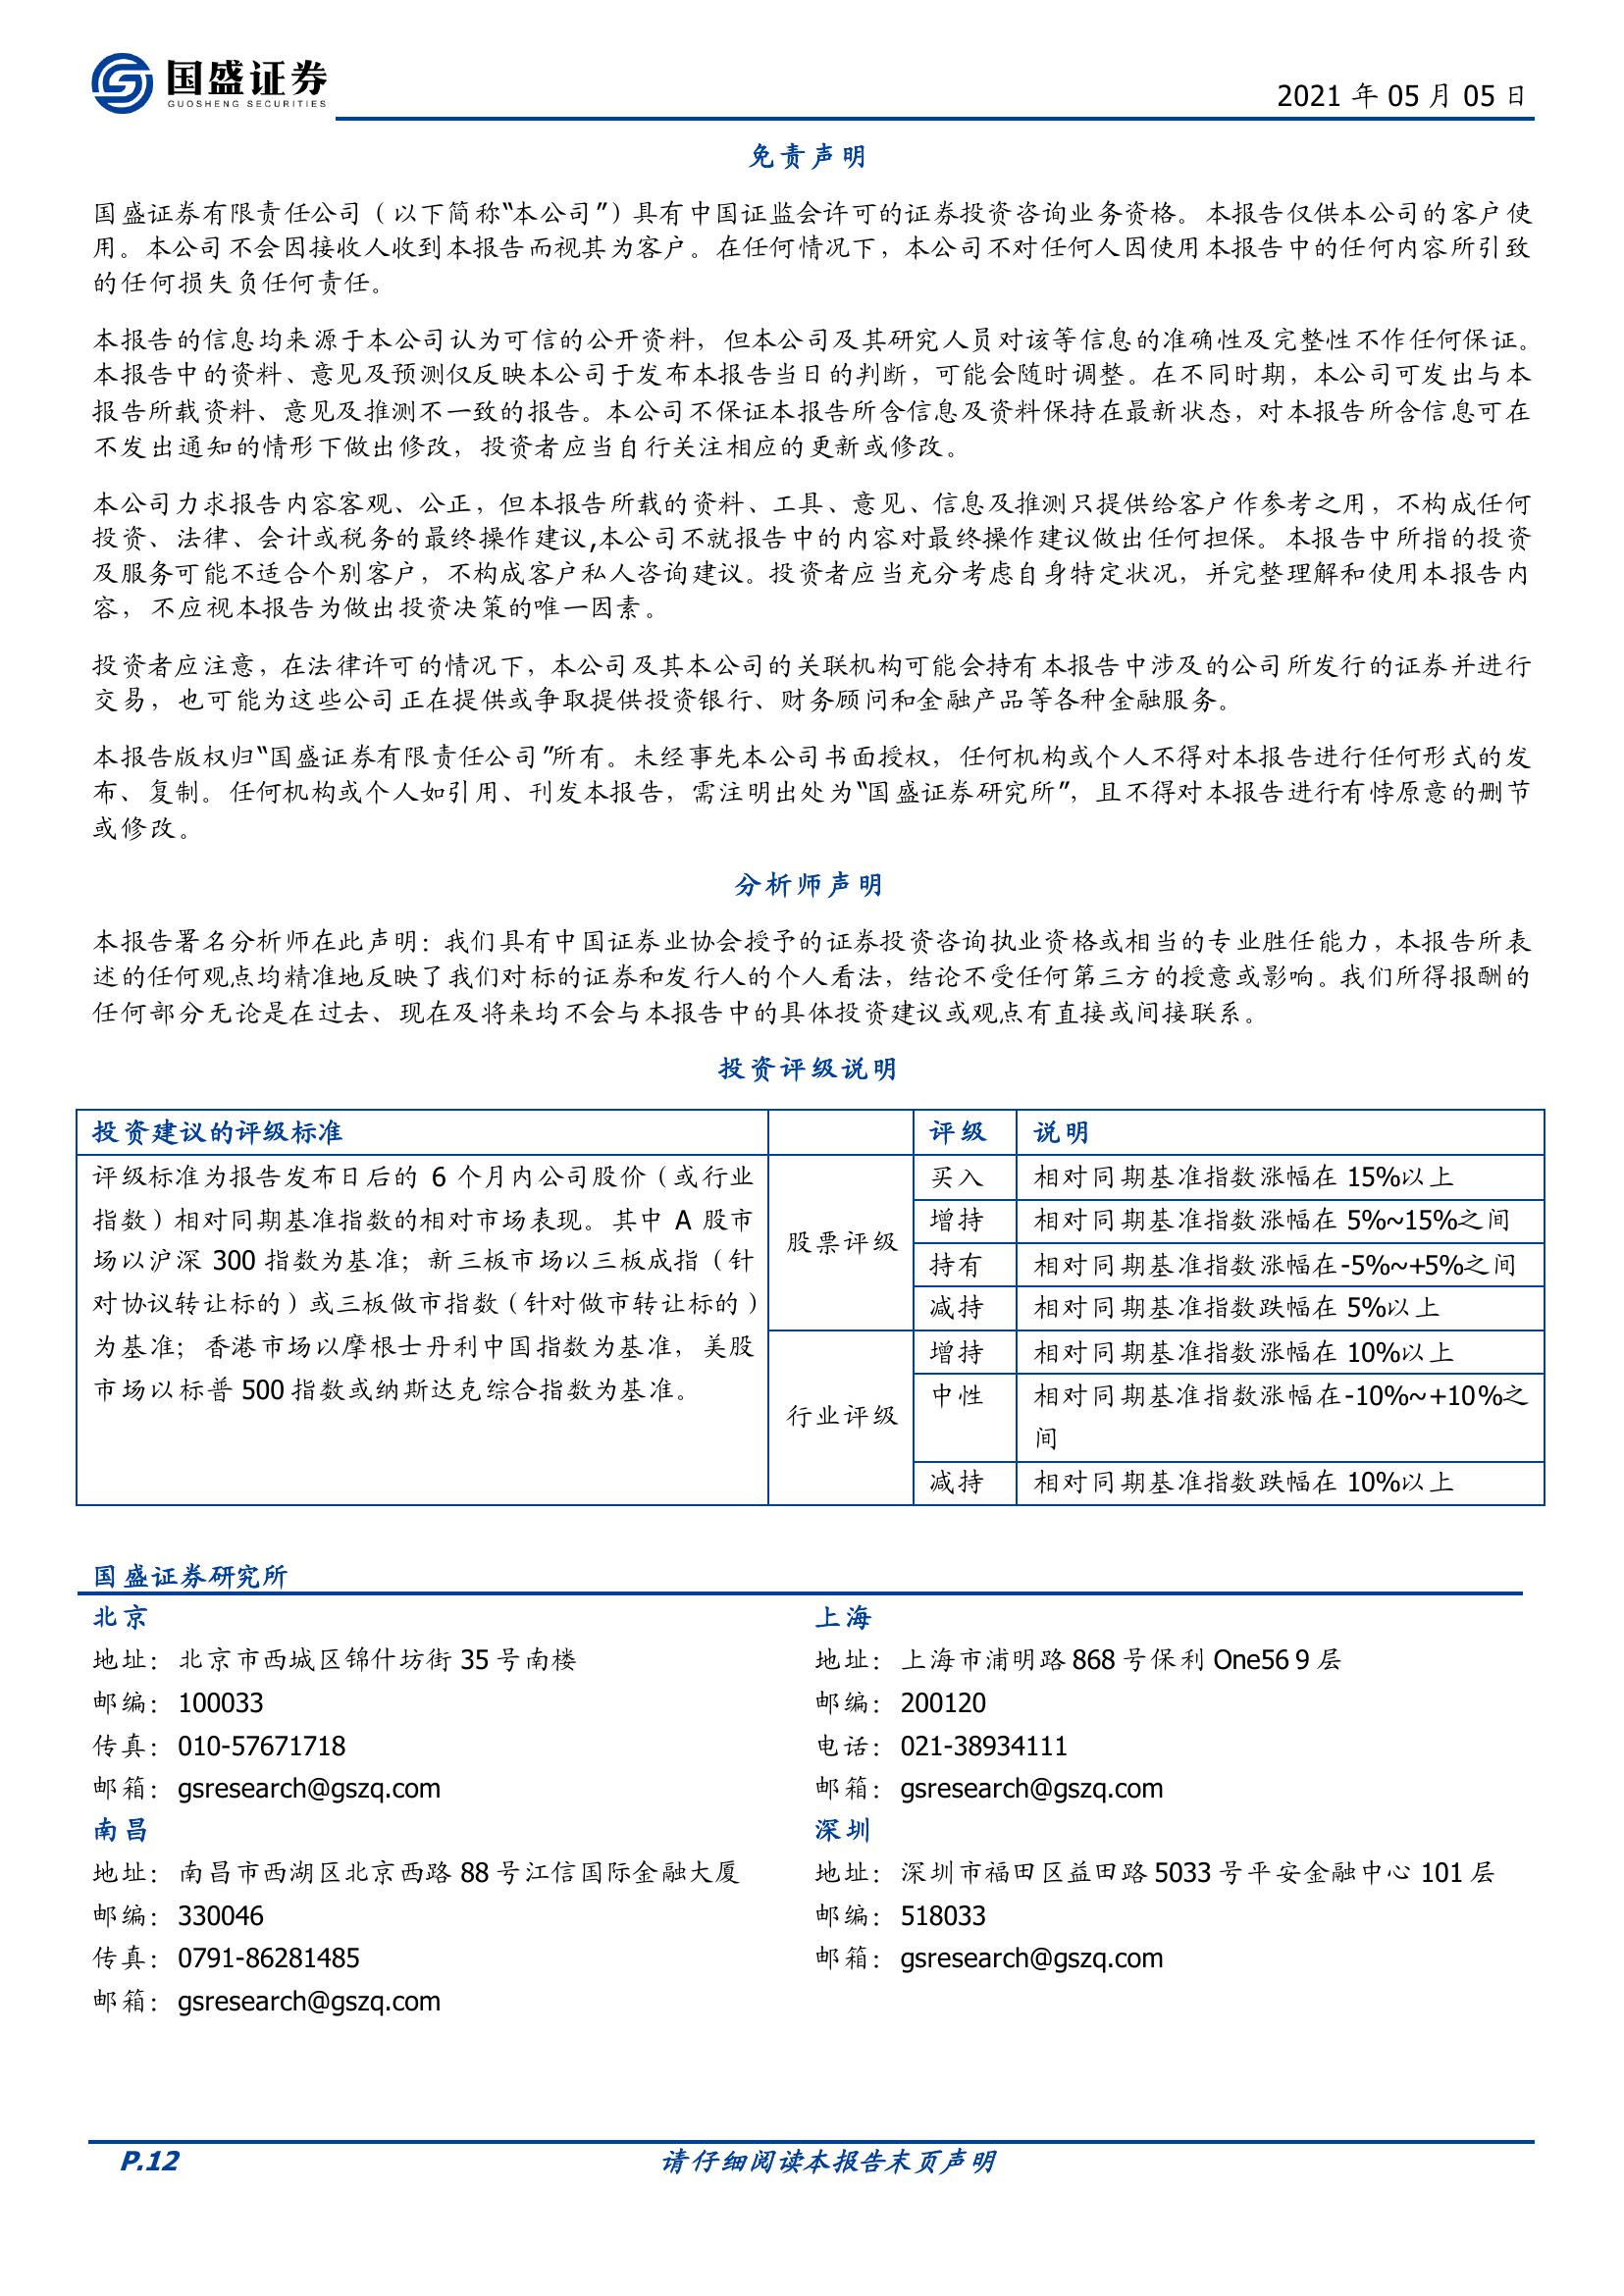 国盛证券
GUOSHENG SECURITIES
2021 年 05 月 05 日
免责声明
国盛证券有限责任公司（以下简称“本公司”）具有中国证监会许可的证券投资咨询业务资格。本报告仅供本公司的客户使
用。本公司不会因接收人收到本报告而视其为客户。在任何情况下，本公司不对任何人因使用本报告中的任何内容所引致
的任何损失负任何责任。
本报告的信息均来源于本公司认为可信的公开资料，但本公司及其研究人员对该等信息的准确性及完整性不作任何保证。
本报告中的资料、意见及预测仅反映本公司于发布本报告当日的判断，可能会随时调整。在不同时期，本公司可发出与本
报告所载资料、意见及推测不一致的报告。本公司不保证本报告所含信息及资料保持在最新状态，对本报告所含信息可在
不发出通知的情形下做出修改，投资者应当自行关注相应的更新或修改。
本公司力求报告内容客观、公正，但本报告所载的资料、工具、意见、信息及推测只提供给客户作参考之用，不构成任何
投资、法律、会计或税务的最终操作建议,本公司不就报告中的内容对最终操作建议做出任何担保。本报告中所指的投资
及服务可能不适合个别客户，不构成客户私人咨询建议。投资者应当充分考虑自身特定状况，并完整理解和使用本报告内
容，不应视本报告为做出投资决策的唯一因素。
投资者应注意，在法律许可的情况下，本公司及其本公司的关联机构可能会持有本报告中涉及的公司所发行的证券并进行
交易，也可能为这些公司正在提供或争取提供投资银行、财务顾问和金融产品等各种金融服务。
本报告版权归“国盛证券有限责任公司”所有。未经事先本公司书面授权，任何机构或个人不得对本报告进行任何形式的发
布、复制。任何机构或个人如引用、刊发本报告，需注明出处为“国盛证券研究所”，且不得对本报告进行有悖原意的删节
或修改。
分析师声明
本报告署名分析师在此声明：我们具有中国证券业协会授予的证券投资咨询执业资格或相当的专业胜任能力，本报告所表
述的任何观点均精准地反映了我们对标的证券和发行人的个人看法，结论不受任何第三方的授意或影响。我们所得报酬的
任何部分无论是在过去、现在及将来均不会与本报告中的具体投资建议或观点有直接或间接联系。
投资评级说明
投资建议的评级标准 评级 说明
评级标准为报告发布日后的 6 个月内公司股价（或行业
指数）相对同期基准指数的相对市场表现。其中 A 股市
场以沪深 300 指数为基准；新三板市场以三板成指（针
对协议转让标的）或三板做市指数（针对做市转让标的）
为基准；香港市场以摩根士丹利中国指数为基准，美股
市场以标普 500 指数或纳斯达克综合指数为基准。
股票评级
买入 相对同期基准指数涨幅在 15%以上
增持 相对同期基准指数涨幅在 5%~15%之间
持有 相对同期基准指数涨幅在-5%~+5%之间
减持 相对同期基准指数跌幅在 5%以上
行业评级
增持 相对同期基准指数涨幅在 10%以上
中性 相对同期基准指数涨幅在-10%~+10%之
间
减持 相对同期基准指数跌幅在 10%以上
国盛证券研究所
北京
地址：北京市西城区锦什坊街 35 号南楼
邮编：100033
传真：010-57671718
邮箱：gsresearch@gszq.com
上海
地址：上海市浦明路 868 号保利 One56 9 层
邮编：200120
电话：021-38934111
邮箱：gsresearch@gszq.com
南昌
地址：南昌市西湖区北京西路 88 号江信国际金融大厦
邮编：330046
传真：0791-86281485
邮箱：gsresearch@gszq.com
深圳
地址：深圳市福田区益田路 5033 号平安金融中心 101 层
邮编：518033
邮箱：gsresearch@gszq.com
P.12
请仔细阅读本报告末页声明